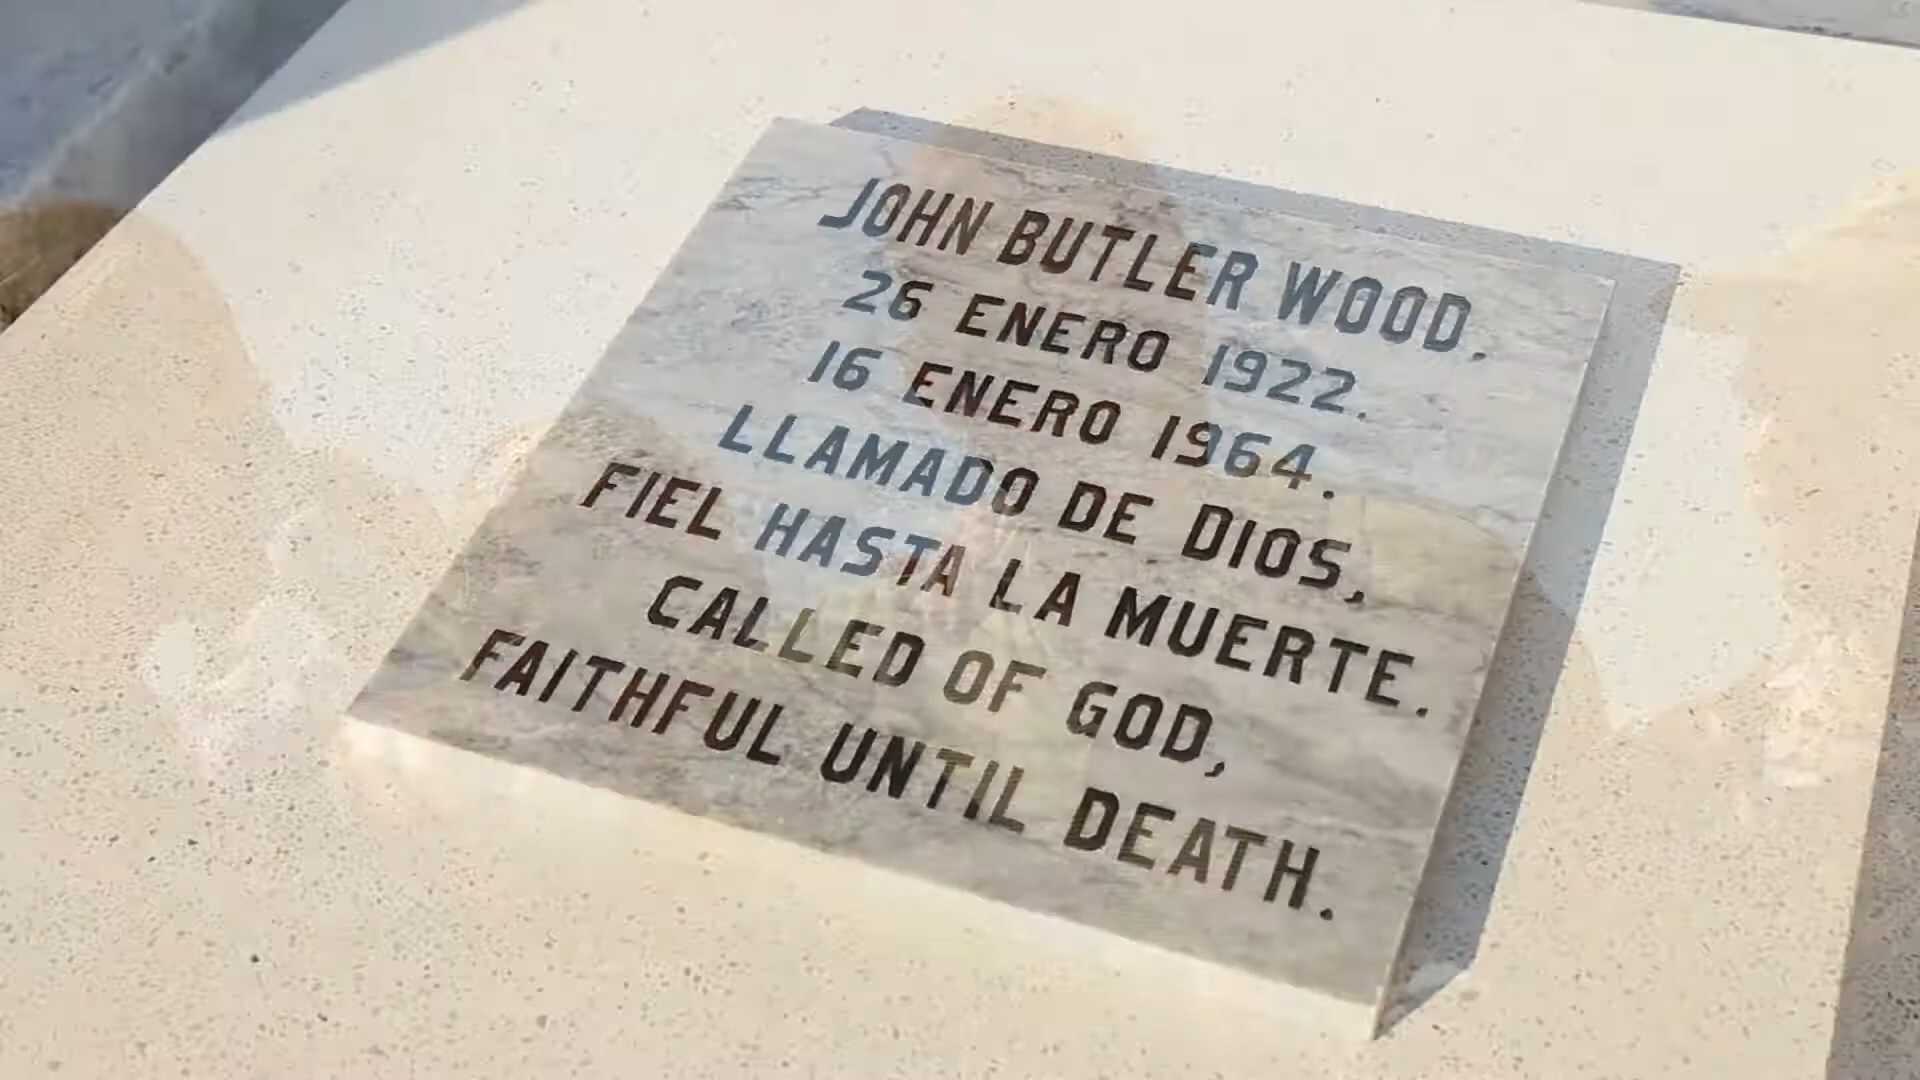 JOHN BUTLER WOOD.
26 ENERO 1922.
16 ENERO 1964.
LLAMADO DE DIOS,
FIEL HASTA LA MUERTE.
CALLED OF GOD,
FAITHFUL UNTIL DEATH.